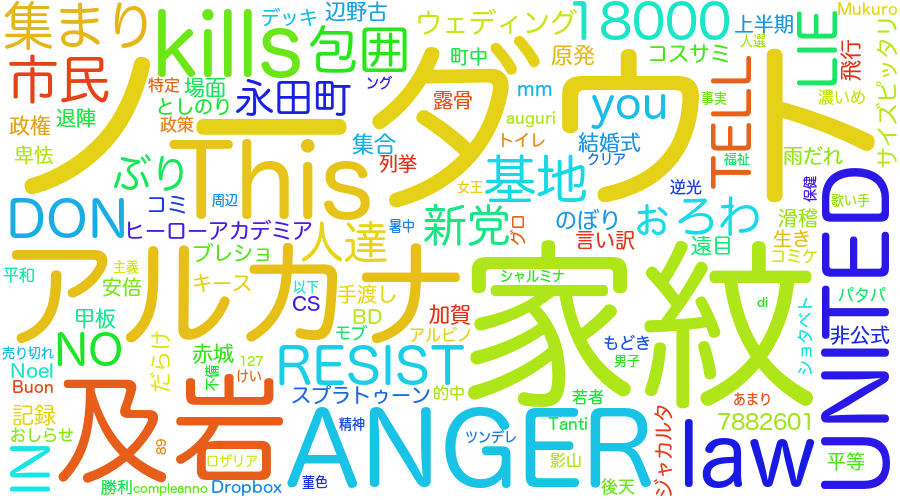 集まり
kills
包囲
デッキ
辺野古
ウェディング
18000
上半期
Mukuro
人選
市民
特定
場面
としのり
永田町
町中
ング
原発
コスサミ
飛行
LIE
サイズピッタリ
ノーダウト
政権
退陣
政策
露骨
mm
you
TELL
事実
濃いめ
卑怯
This
集合
auguri
トイレ
結婚式
クリア
福祉
雨だれ
ぶり
列挙
基地
女王
逆光
保健
DON
コミ
周辺
暑中
新党
グロ
のぼり
おろわ
滑稽
歌い手
ヒーローアカデミア
人達
言い訳
遠目
生き
コミケ
UNITED
平和
主義
ブレショ
アルカナ
シャルミナ
家紋
安倍
キース
以下
手渡し
CS
BD
加賀
di
パタパ
甲板
モブ
アルビノ
もどき
ショタベト
非公式
売り切れ
NO
赤城
127
RESIST
男子
Noel
だらけ
不備
けい
Buon
スプラトゥーン
的中
若者
あまり
記録
及岩
精神
ANGER
Tanti
law
7882601
おしらせ
89
ツンデレ
ジャカルタ
IN
ロザリア
影山
平等
勝利
compleanno
Dropbox
菫色
後天